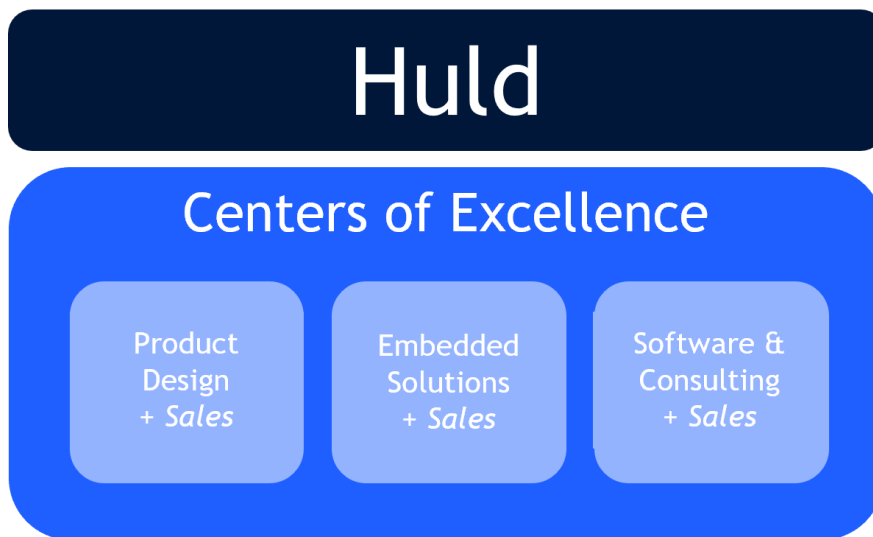 Huld
Centers of Excellence
Product
Design
+ Sales
Embedded
Solutions
+ Sales
Software &
Consulting
+ Sales